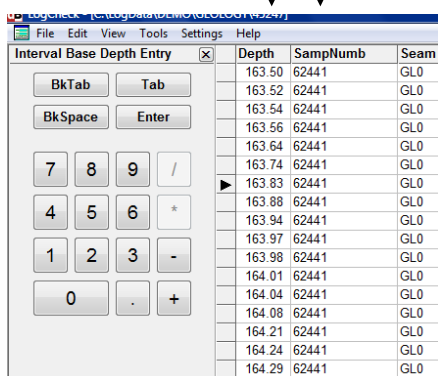 LogCheck - [C:\LogData\DEMO\GEOLOGY\45247]
File Edit View Tools Settings Help
Interval Base Depth Entry
BkTab Tab
BkSpace Enter
7 8 9 /
4 5 6 *
1 2 3 -
0 . +
Depth SampNumb Seam
163.50 62441 GL0
163.52 62441 GL0
163.54 62441 GL0
163.56 62441 GL0
163.64 62441 GL0
163.74 62441 GL0
163.83 62441 GL0
163.88 62441 GL0
163.94 62441 GL0
163.97 62441 GL0
163.98 62441 GL0
164.01 62441 GL0
164.04 62441 GL0
164.08 62441 GL0
164.21 62441 GL0
164.24 62441 GL0
164.29 62441 GL0